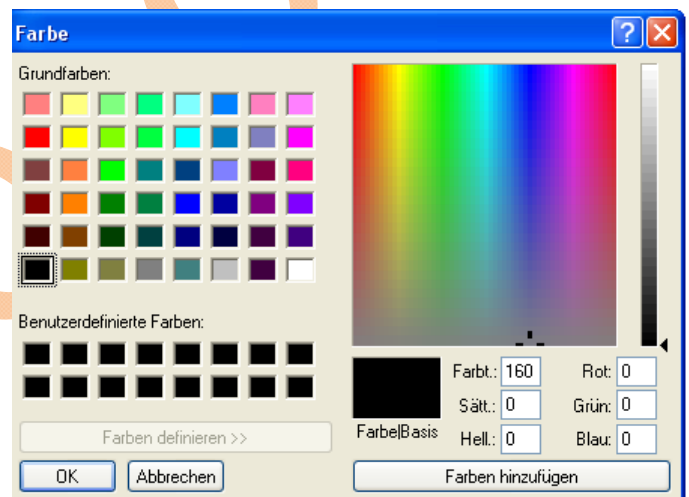 Farbe
Grundfarben:
Benutzerdefinierte Farben:
Farben definieren >>
OK Abbrechen
Farbe|Basis
Farbt.: 160 Rot: 0
Sätt.: 0 Grün: 0
Hell.: 0 Blau: 0
Farben hinzufügen